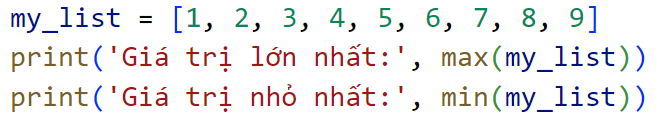 my_list = [1, 2, 3, 4, 5, 6, 7, 8, 9]
print('Giá trị lớn nhất:', max(my_list))
print('Giá trị nhỏ nhất:', min(my_list))